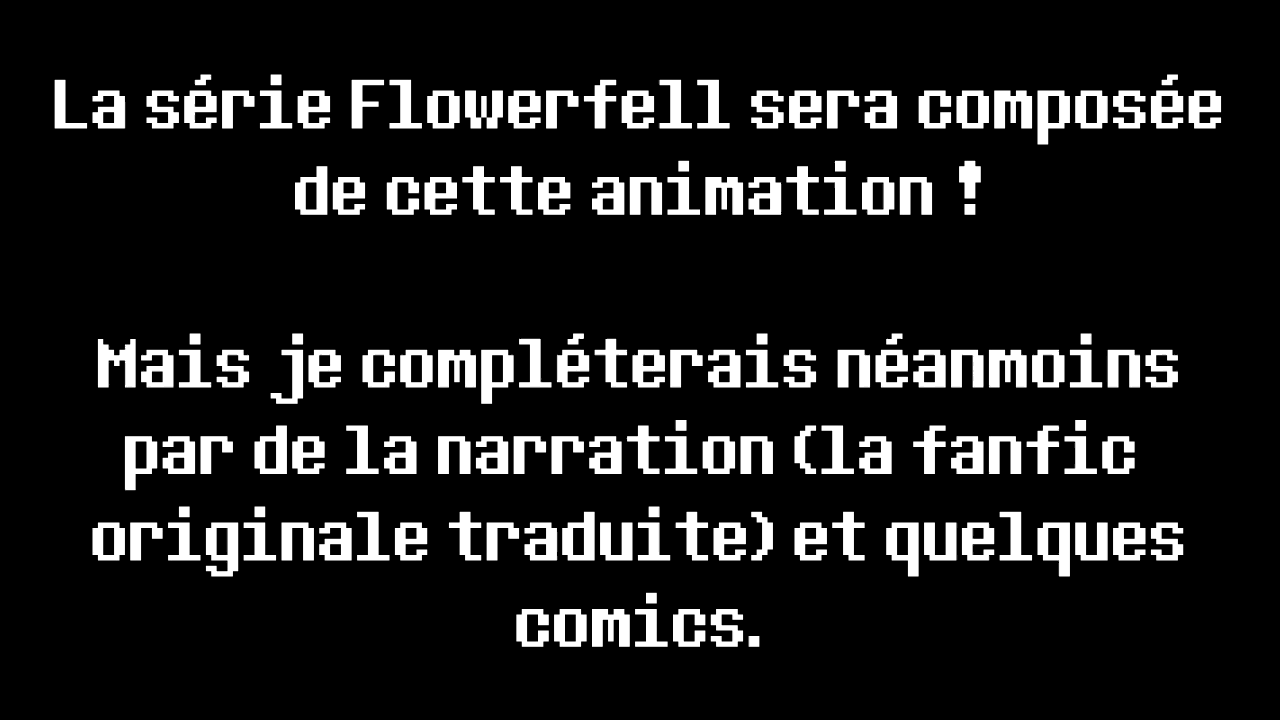 La série Flowerfell sera composée
de cette animation !
Mais je compléterais néanmoins
par de la narration (la fanfic
originale traduite) et quelques
comics.